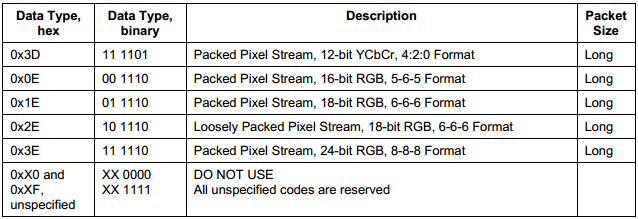 Data Type, hex Data Type, binary Description Packet Size
0x3D 11 1101 Packed Pixel Stream, 12-bit YCbCr, 4:2:0 Format Long
0x0E 00 1110 Packed Pixel Stream, 16-bit RGB, 5-6-5 Format Long
0x1E 01 1110 Packed Pixel Stream, 18-bit RGB, 6-6-6 Format Long
0x2E 10 1110 Loosely Packed Pixel Stream, 18-bit RGB, 6-6-6 Format Long
0x3E 11 1110 Packed Pixel Stream, 24-bit RGB, 8-8-8 Format Long
0xX0 and XX 0000 DO NOT USE
0xXF, XX 1111 All unspecified codes are reserved
unspecified